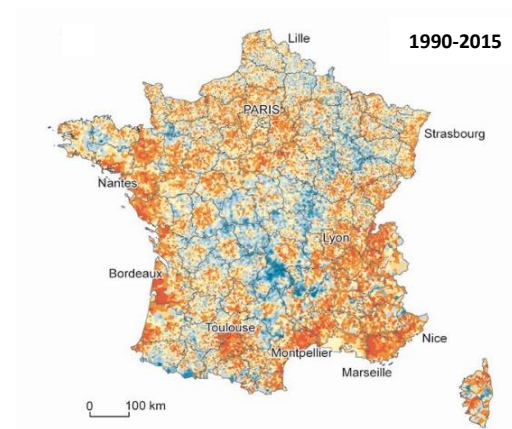 1990-2015
Lille
PARIS
Strasbourg
Nantes
Lyon
Bordeaux
Toulouse
Nice
Montpellier
Marseille
0 100 km